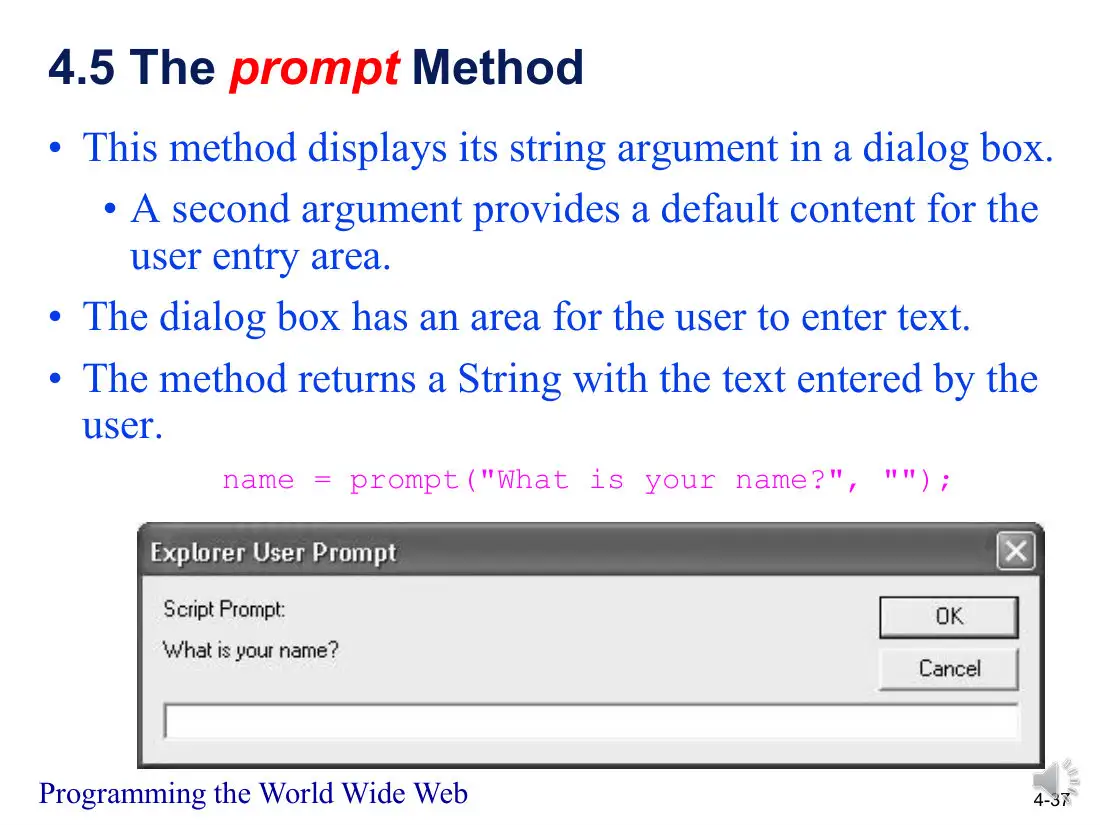 4.5 The prompt Method
• This method displays its string argument in a dialog box.
• A second argument provides a default content for the
user entry area.
• The dialog box has an area for the user to enter text.
• The method returns a String with the text entered by the
user.
name = prompt("What is your name?", "");
Explorer User Prompt
Script Prompt:
OK
What is your name?
Cancel
Programming the World Wide Web
4-37